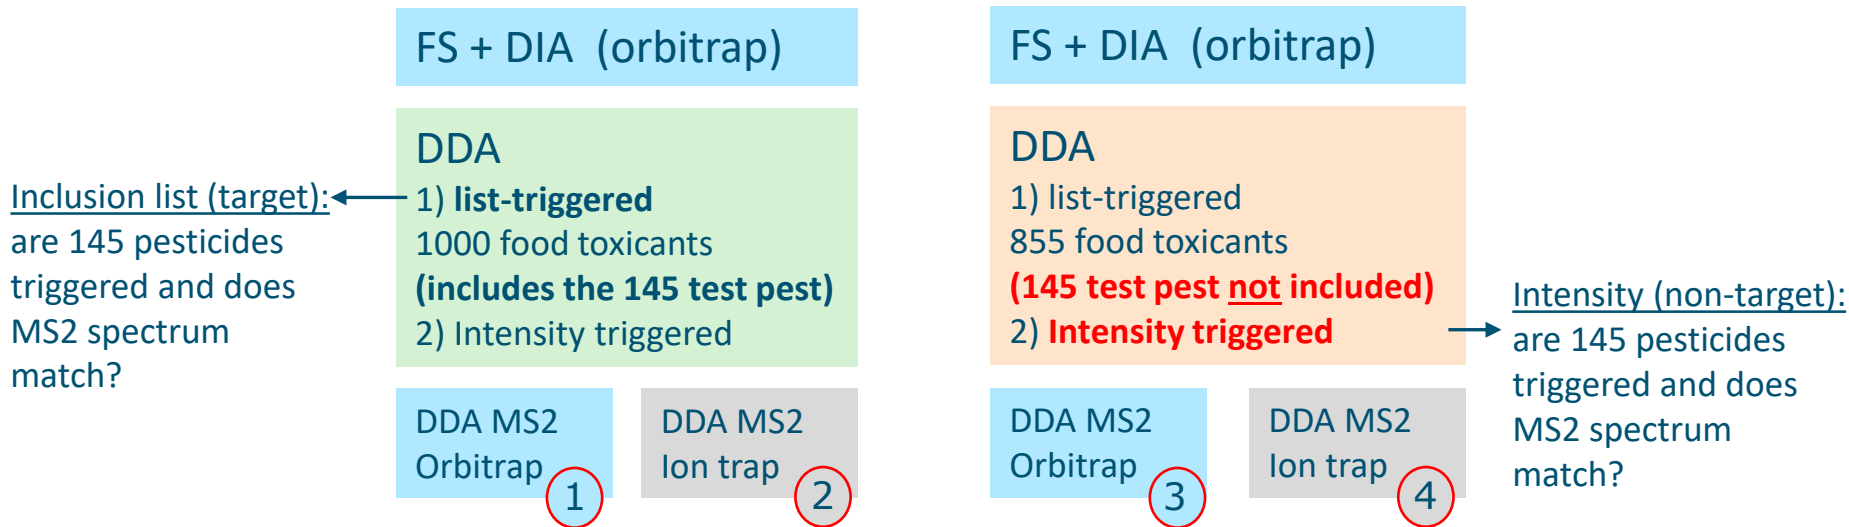 FS + DIA (orbitrap)
DDA
1) list-triggered
1000 food toxicants
(includes the 145 test pest)
2) Intensity triggered
Inclusion list (target):
are 145 pesticides
triggered and does
MS2 spectrum
match?
DDA MS2
Orbitrap
1
DDA MS2
Ion trap
2
FS + DIA (orbitrap)
DDA
1) list-triggered
855 food toxicants
(145 test pest not included)
2) Intensity triggered
Intensity (non-target):
are 145 pesticides
triggered and does
MS2 spectrum
match?
DDA MS2
Orbitrap
3
DDA MS2
Ion trap
4